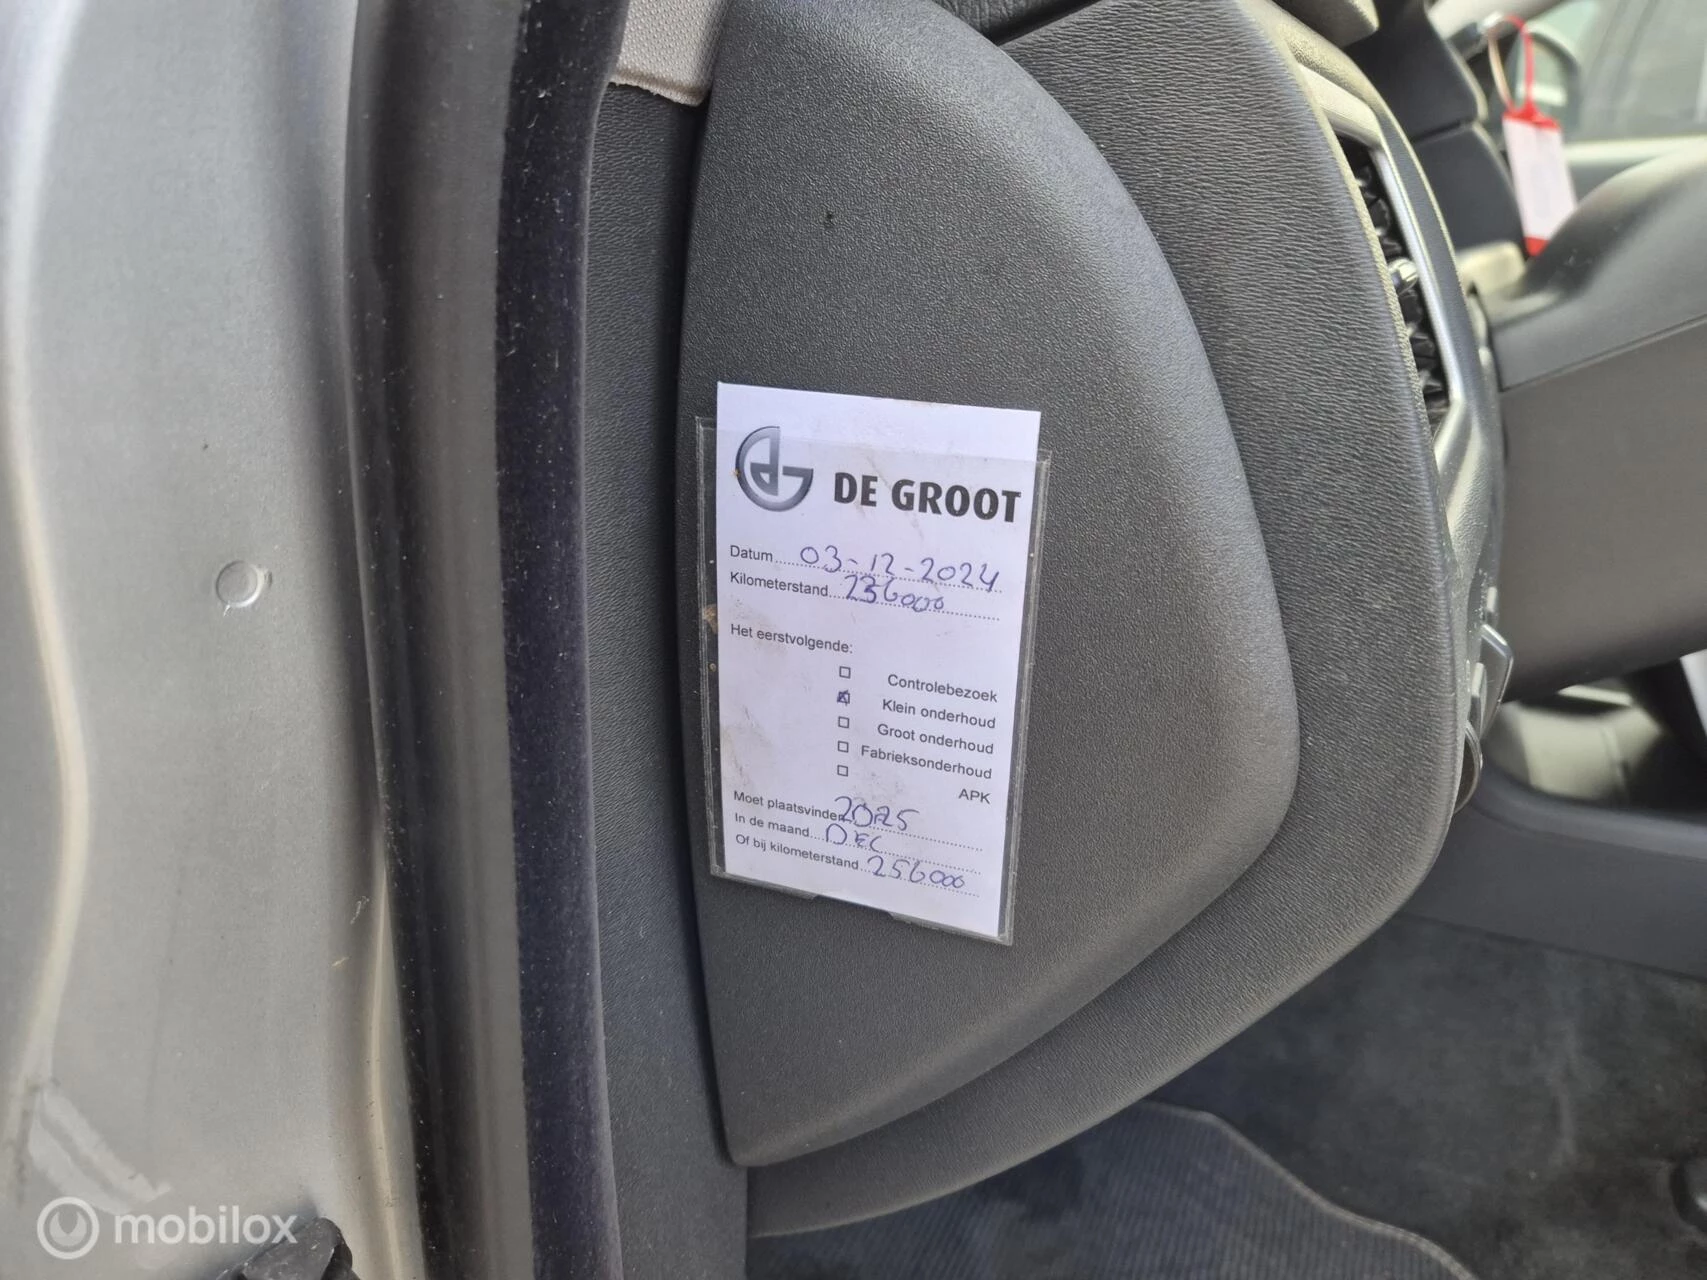 DE GROOT
Datum 03-12-2024
Kilometerstand 236000
Het eerstvolgende:
Controlebezoek
Klein onderhoud
Groot onderhoud
Fabrieksonderhoud
APK
Moet plaatsvinden 2025
In de maand DEC
Of bij kilometerstand 256000
mobilox